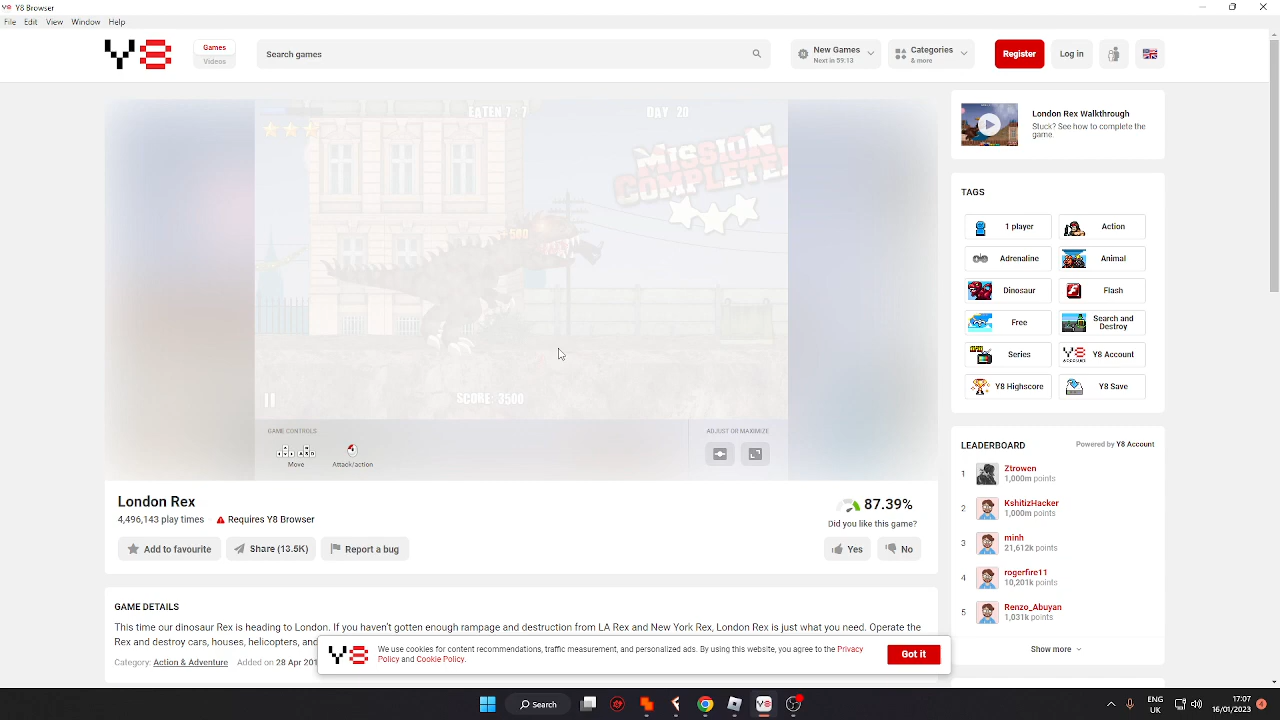 Y8 Browser
File Edit View Window Help
Y8
Games
Videos
Search games
New Games
Next in 59:13
Categories
& more
Register
Log in
EATEN 7 : 7
DAY 20
MISSION
COMPLETED
+500
SCORE 3500
GAME CONTROLS
Move
Attack/action
ADJUST OR MAXIMIZE
London Rex
4,496,143 play times
Requires Y8 Browser
87.39%
Did you like this game?
Add to favourite
Share (13.5K)
Report a bug
Yes
No
GAME DETAILS
This time our dinosaur Rex is heading to London. If you haven't gotten enough rampage and destruction from LA Rex and New York Rex, London Rex is just what you need. Operate the
Rex and destroy cars, houses, helicopters, and
Category: Action & Adventure
Added on 28 Apr 201
Y8
We use cookies for content recommendations, traffic measurement, and personalized ads. By using this website, you agree to the Privacy
Policy and Cookie Policy.
Got it
London Rex Walkthrough
Stuck? See how to complete the
game.
TAGS
1 player
Action
Adrenaline
Animal
Dinosaur
Flash
Free
Search and
Destroy
Series
Y8 Account
Y8 Highscore
Y8 Save
LEADERBOARD
Powered by Y8 Account
1
Ztrowen
1,000m points
2
KshitizHacker
1,000m points
3
minh
21,612k points
4
rogerfire11
10,201k points
5
Renzo_Abuyan
1,031k points
Show more
Search
ENG
UK
17:07
16/01/2023
4